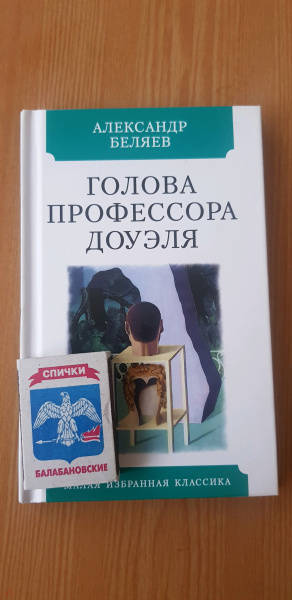 АЛЕКСАНДР
БЕЛЯЕВ
ГОЛОВА
ПРОФЕССОРА
ДОУЭЛЯ
СПИЧКИ
БАЛАБАНОВСКИЕ
МАЛАЯ ИЗБРАННАЯ КЛАССИКА